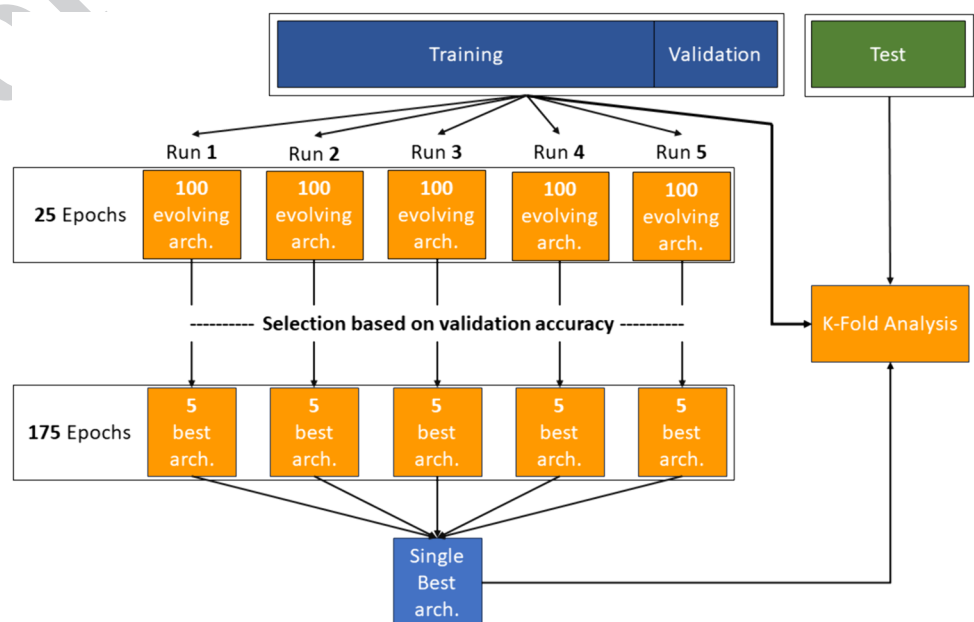 Training
Validation
Test
Run 1
Run 2
Run 3
Run 4
Run 5
25 Epochs
100
evolving
arch.
100
evolving
arch.
100
evolving
arch.
100
evolving
arch.
100
evolving
arch.
---------- Selection based on validation accuracy ----------
K-Fold Analysis
175 Epochs
5
best
arch.
5
best
arch.
5
best
arch.
5
best
arch.
5
best
arch.
Single
Best
arch.